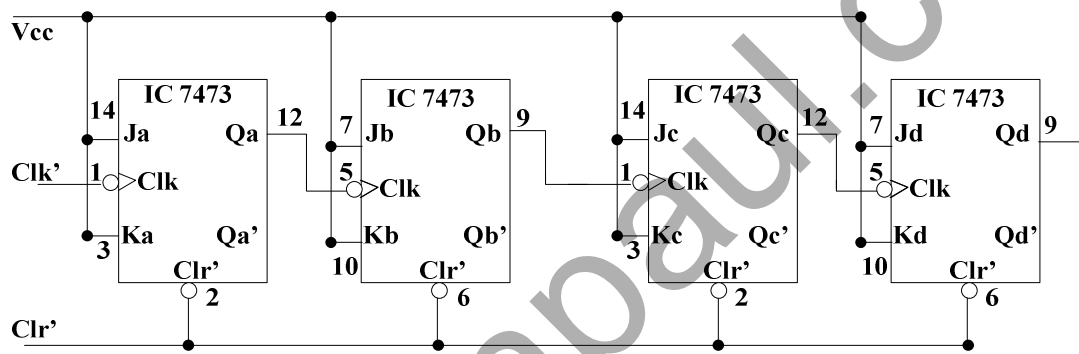 Vcc
IC 7473 IC 7473 IC 7473 IC 7473
14 Ja Qa 12 7 Jb Qb 9 14 Jc Qc 12 7 Jd Qd 9
Clk’ 1 Clk 5 Clk 1 Clk 5 Clk
3 Ka Qa’ 10 Kb Qb’ 3 Kc Qc’ 10 Kd Qd’
Clr’ 2 Clr’ 6 Clr’ 2 Clr’ 6
Clr’
paul.c